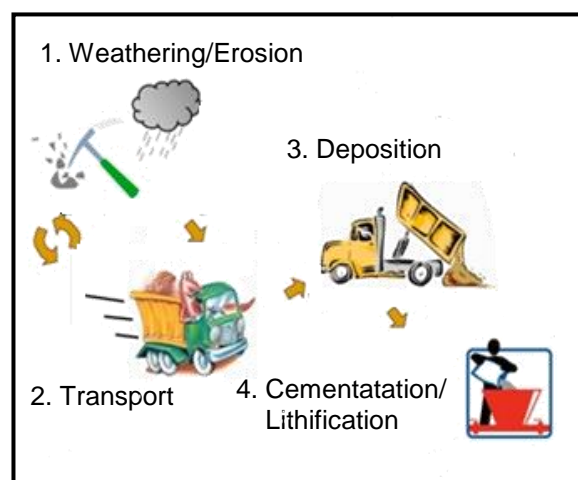 1. Weathering/Erosion
3. Deposition
2. Transport
4. Cementatation/
Lithification